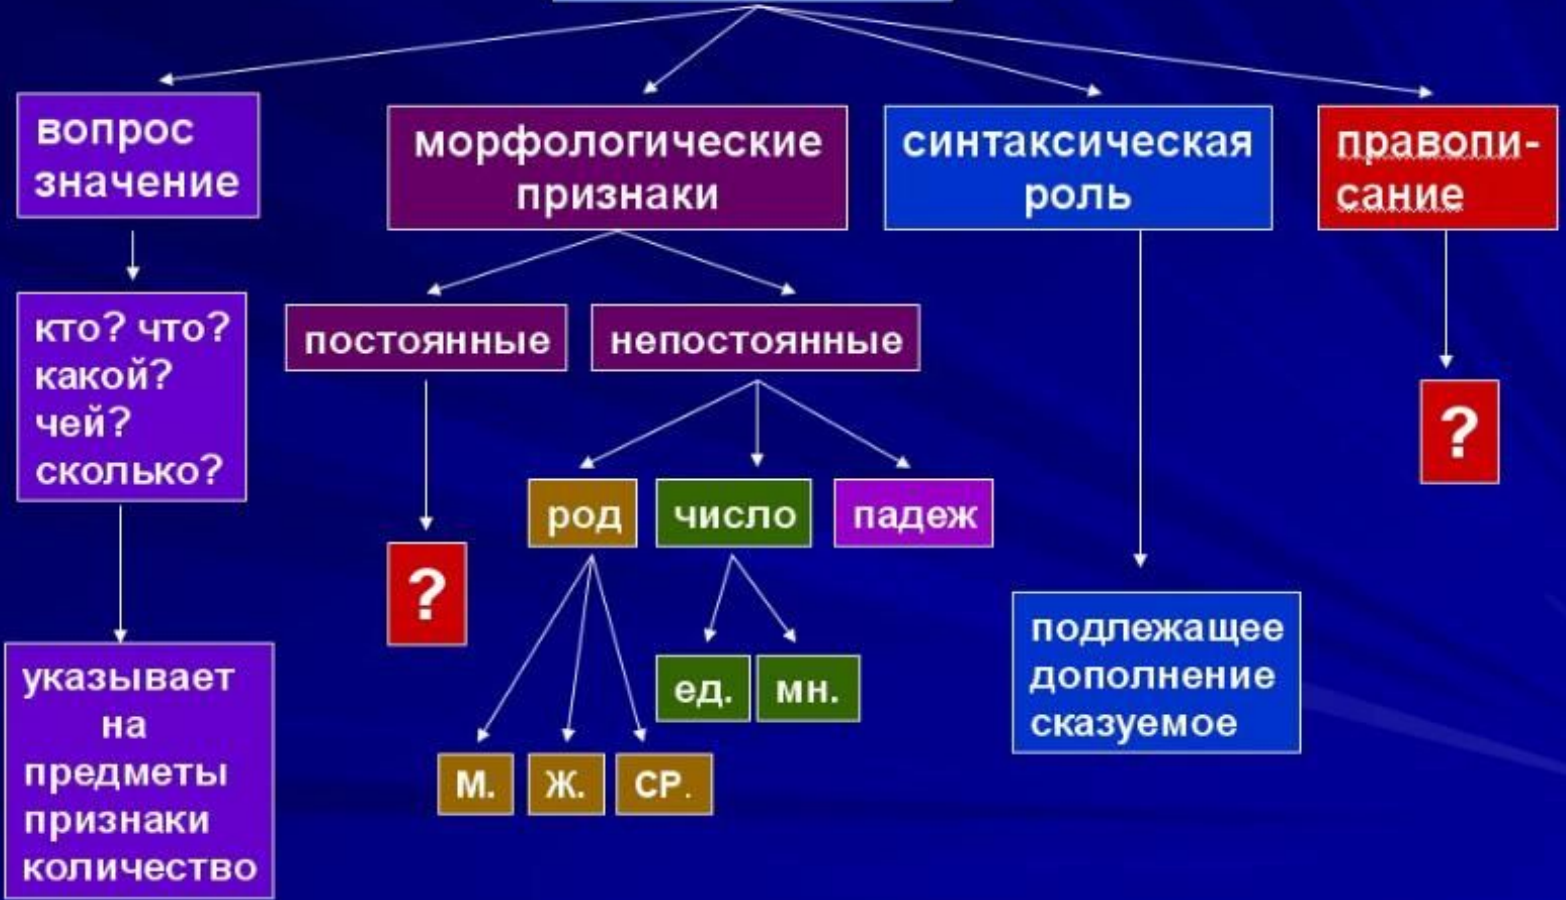 вопрос
значение
морфологические
признаки
синтаксическая
роль
правопи-
сание
кто? что?
какой?
чей?
сколько?
постоянные
непостоянные
?
?
род
число
падеж
ед.
мн.
м.
ж.
СР.
подлежащее
дополнение
сказуемое
указывает
на
предметы
признаки
количество